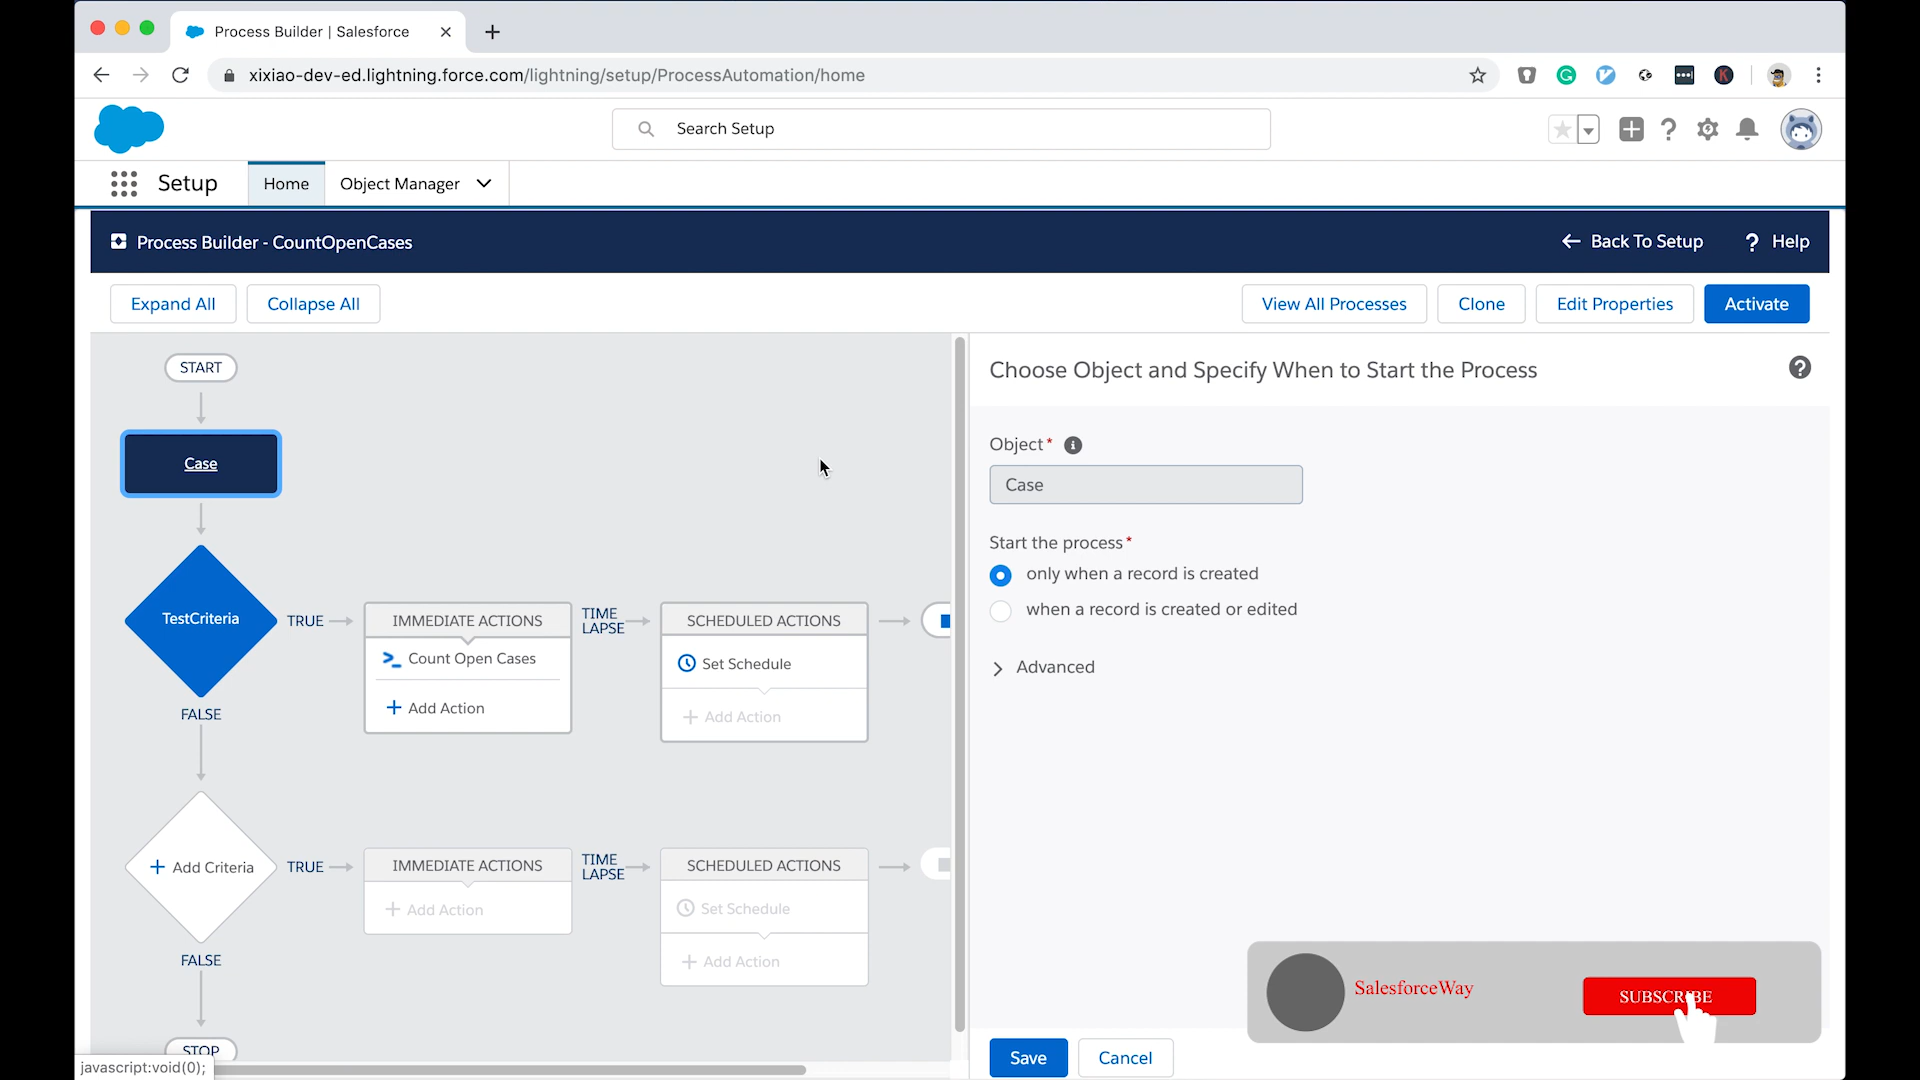 Process Builder | Salesforce
xixiao-dev-ed.lightning.force.com/lightning/setup/ProcessAutomation/home
Search Setup
Setup
Home
Object Manager
Process Builder - CountOpenCases
Back To Setup
? Help
Expand All
Collapse All
View All Processes
Clone
Edit Properties
Activate
START
Case
TestCriteria
TRUE
IMMEDIATE ACTIONS
Count Open Cases
+ Add Action
TIME
LAPSE
SCHEDULED ACTIONS
Set Schedule
+ Add Action
FALSE
+ Add Criteria
TRUE
IMMEDIATE ACTIONS
+ Add Action
TIME
LAPSE
SCHEDULED ACTIONS
Set Schedule
+ Add Action
FALSE
STOP
javascript:void(0);
Choose Object and Specify When to Start the Process
Object*
Case
Start the process*
only when a record is created
when a record is created or edited
Advanced
SalesforceWay
SUBSCRIBE
Save
Cancel